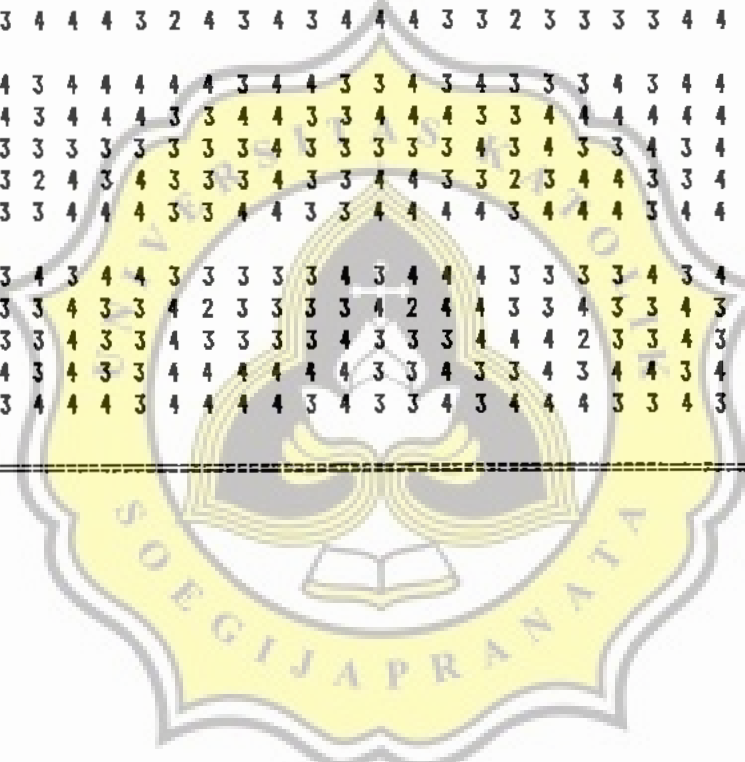 3 4 4 4 3 2 4 3 4 3 4 4 4 3 3 2 3 3 3 3 4 4
4 3 4 4 4 4 4 3 4 4 3 3 4 3 4 3 3 3 4 3 4 4
4 3 4 4 4 3 3 4 4 3 3 4 4 4 3 3 4 4 4 4 4 4
3 3 3 3 3 3 3 3 4 3 3 3 3 3 4 3 4 3 3 4 3 4
3 2 4 3 4 3 3 3 4 3 3 4 4 3 3 2 3 4 4 3 3 4
3 3 4 4 4 3 3 4 4 3 3 4 4 4 4 3 4 4 4 3 4 4
3 4 3 4 4 3 3 3 3 3 4 3 4 4 4 3 3 3 3 4 3 4
3 3 4 3 3 4 2 3 3 3 3 4 2 4 4 3 3 4 3 3 4 3
3 3 4 3 3 4 3 3 3 3 4 3 3 3 4 4 4 2 3 3 4 3
4 3 4 3 3 4 4 4 4 4 4 3 3 4 3 3 4 3 4 4 3 4
3 4 4 4 3 4 4 4 4 3 4 3 3 4 3 4 4 4 3 3 4 3
UNIVERSITAS KATOLIK
SOEGIJAPRANATA